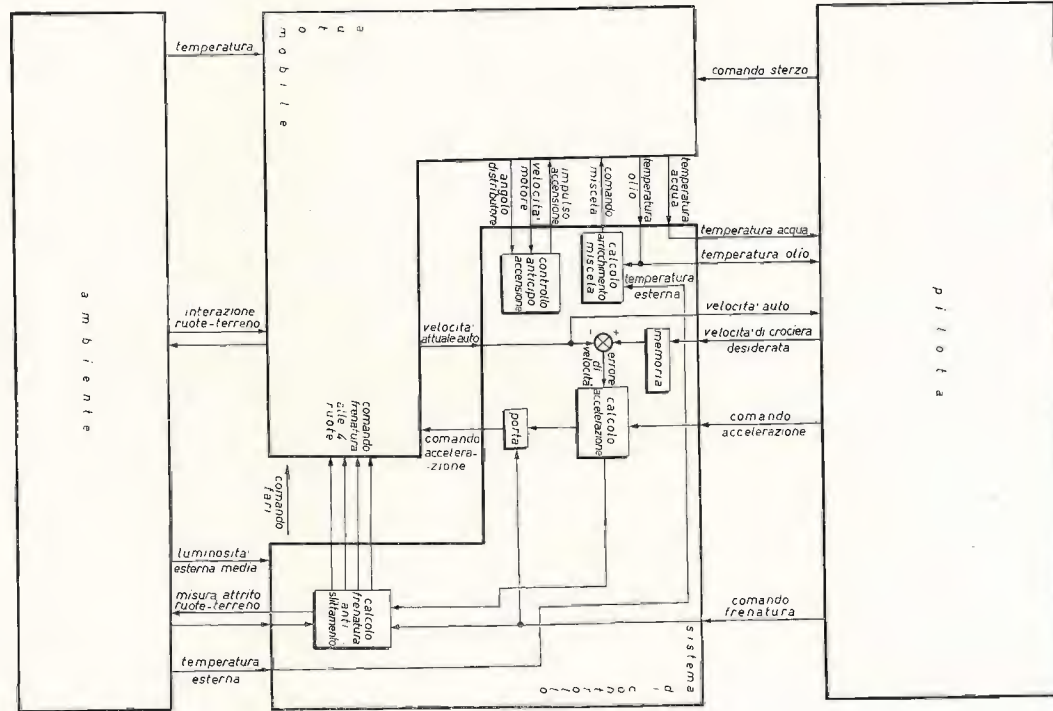 ambiente
automobile
pilota
sistema
di controllo
temperatura
comando sterzo
temperatura
acqua
temperatura
olio
comando
miscela
impulso
accensione
velocita'
motore
angolo
distributore
temperatura acqua
temperatura olio
calcolo
arricchimento
miscela
controllo
anticipo
accensione
temperatura
esterna
interazione
ruote-terreno
velocita'
attuale auto
velocita' auto
- +
errore
di
velocita'
memoria
velocita' di crociera
desiderata
calcolo
accelerazione
porta
comando
accelera-
-zione
comando
accelerazione
comando
frenatura
alle 4
ruote
comando
fari
luminosita'
esterna media
misura attrito
ruote-terreno
calcolo
frenatura
anti
slittamento
comando
frenatura
temperatura
esterna